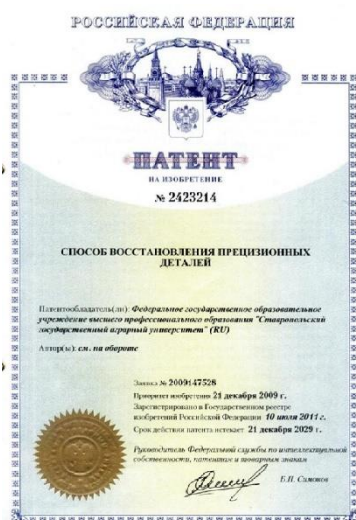 РОССИЙСКАЯ ФЕДЕРАЦИЯ
ПАТЕНТ
НА ИЗОБРЕТЕНИЕ
№ 2423214
СПОСОБ ВОССТАНОВЛЕНИЯ ПРЕЦИЗИОННЫХ
ДЕТАЛЕЙ
Патентообладатель(ли): Федеральное государственное образовательное
учреждение высшего профессионального образования "Ставропольский
государственный аграрный университет" (RU)
Автор(ы): см. на обороте
Заявка № 2009147528
Приоритет изобретения 21 декабря 2009 г.
Зарегистрировано в Государственном реестре
изобретений Российской Федерации 10 июля 2011 г.
Срок действия патента истекает 21 декабря 2029 г.
Руководитель Федеральной службы по интеллектуальной
собственности, патентам и товарным знакам
Б.П. Симонов